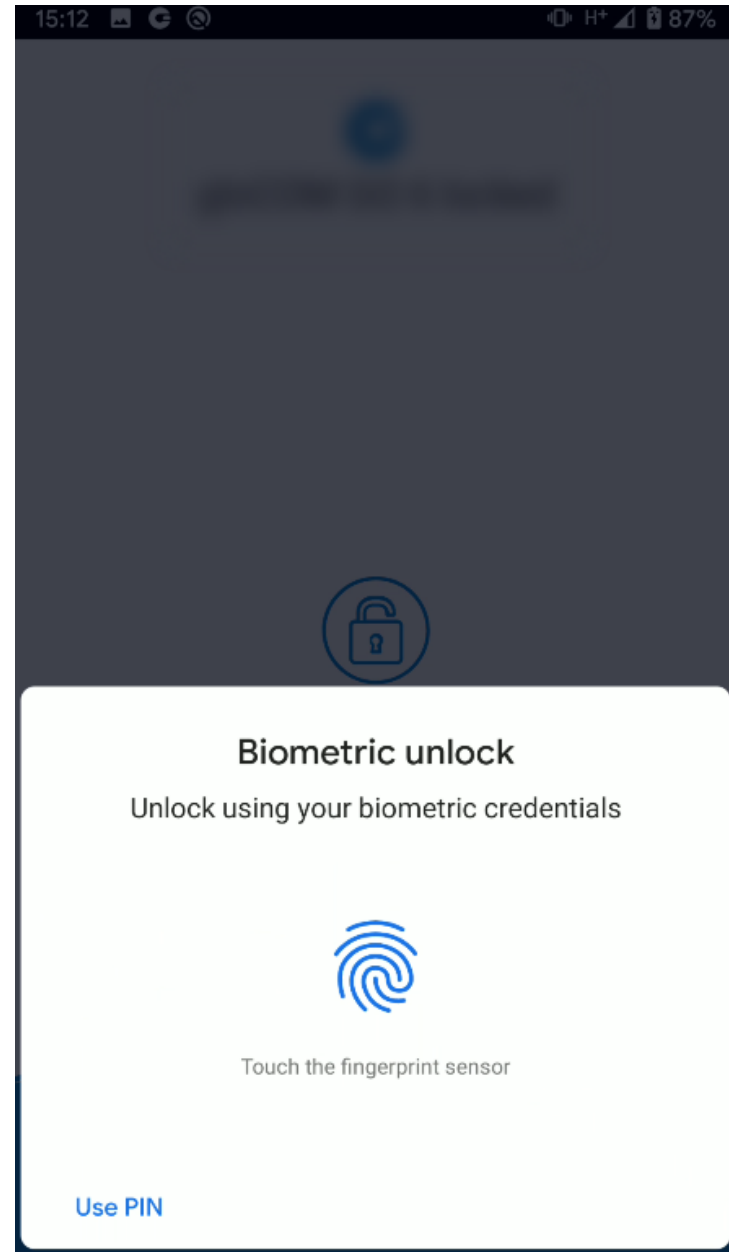 15:12 H+ 87%
Biometric unlock
Unlock using your biometric credentials
Touch the fingerprint sensor
Use PIN